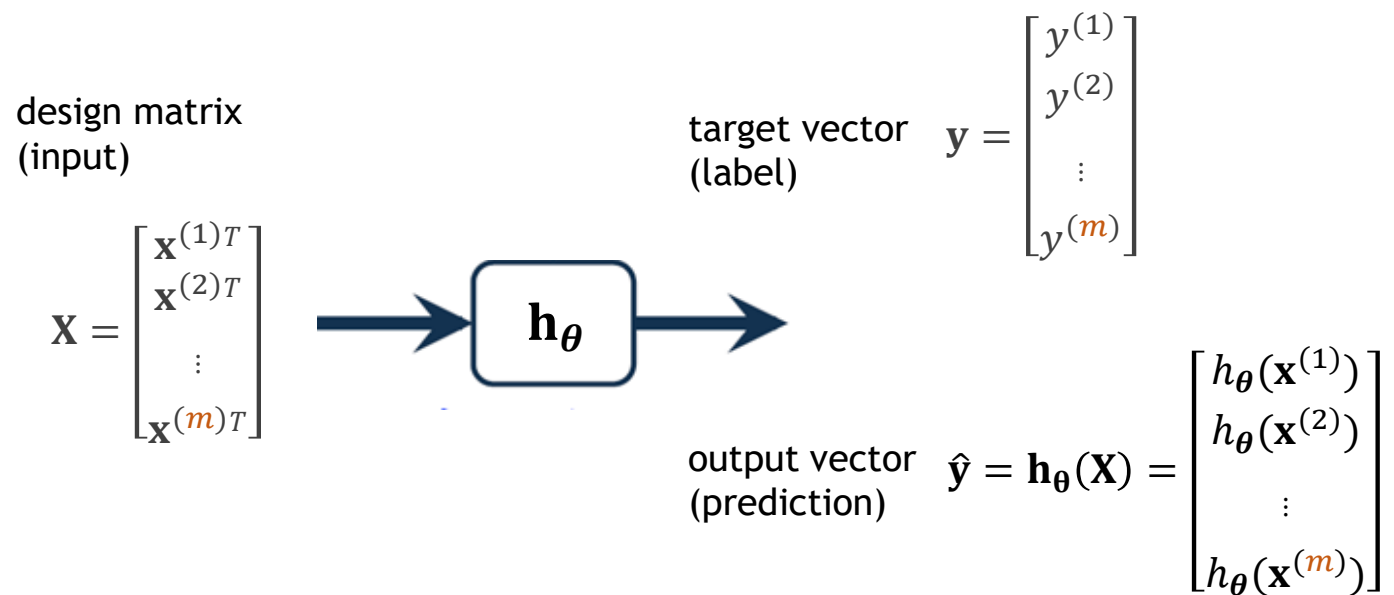 design matrix
(input)
𝐗 = [𝐱⁽¹⁾ᵀ
𝐱⁽²⁾ᵀ
⋮
𝐱⁽ᵐ⁾ᵀ]
𝐡_𝜽
target vector
(label)
𝐲 = [y⁽¹⁾
y⁽²⁾
⋮
y⁽ᵐ⁾]
output vector
(prediction)
𝐲̂ = 𝐡_𝛉(𝐗) = [h_𝜽(𝐱⁽¹⁾)
h_𝜽(𝐱⁽²⁾)
⋮
h_𝜽(𝐱⁽ᵐ⁾)]